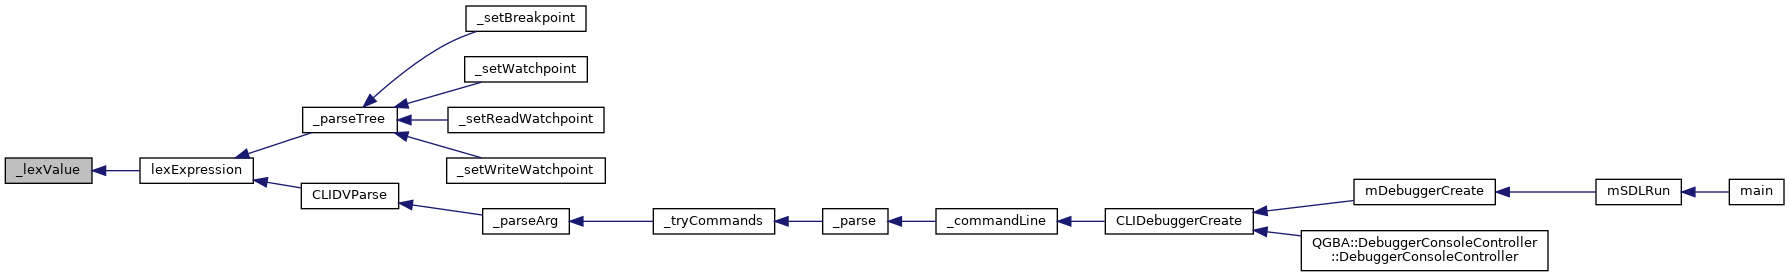 _setBreakpoint
_setWatchpoint
_parseTree
_setReadWatchpoint
_lexValue
lexExpression
_setWriteWatchpoint
CLIDVParse
_parseArg
_tryCommands
_parse
_commandLine
CLIDebuggerCreate
mDebuggerCreate
mSDLRun
main
QGBA::DebuggerConsoleController
::DebuggerConsoleController